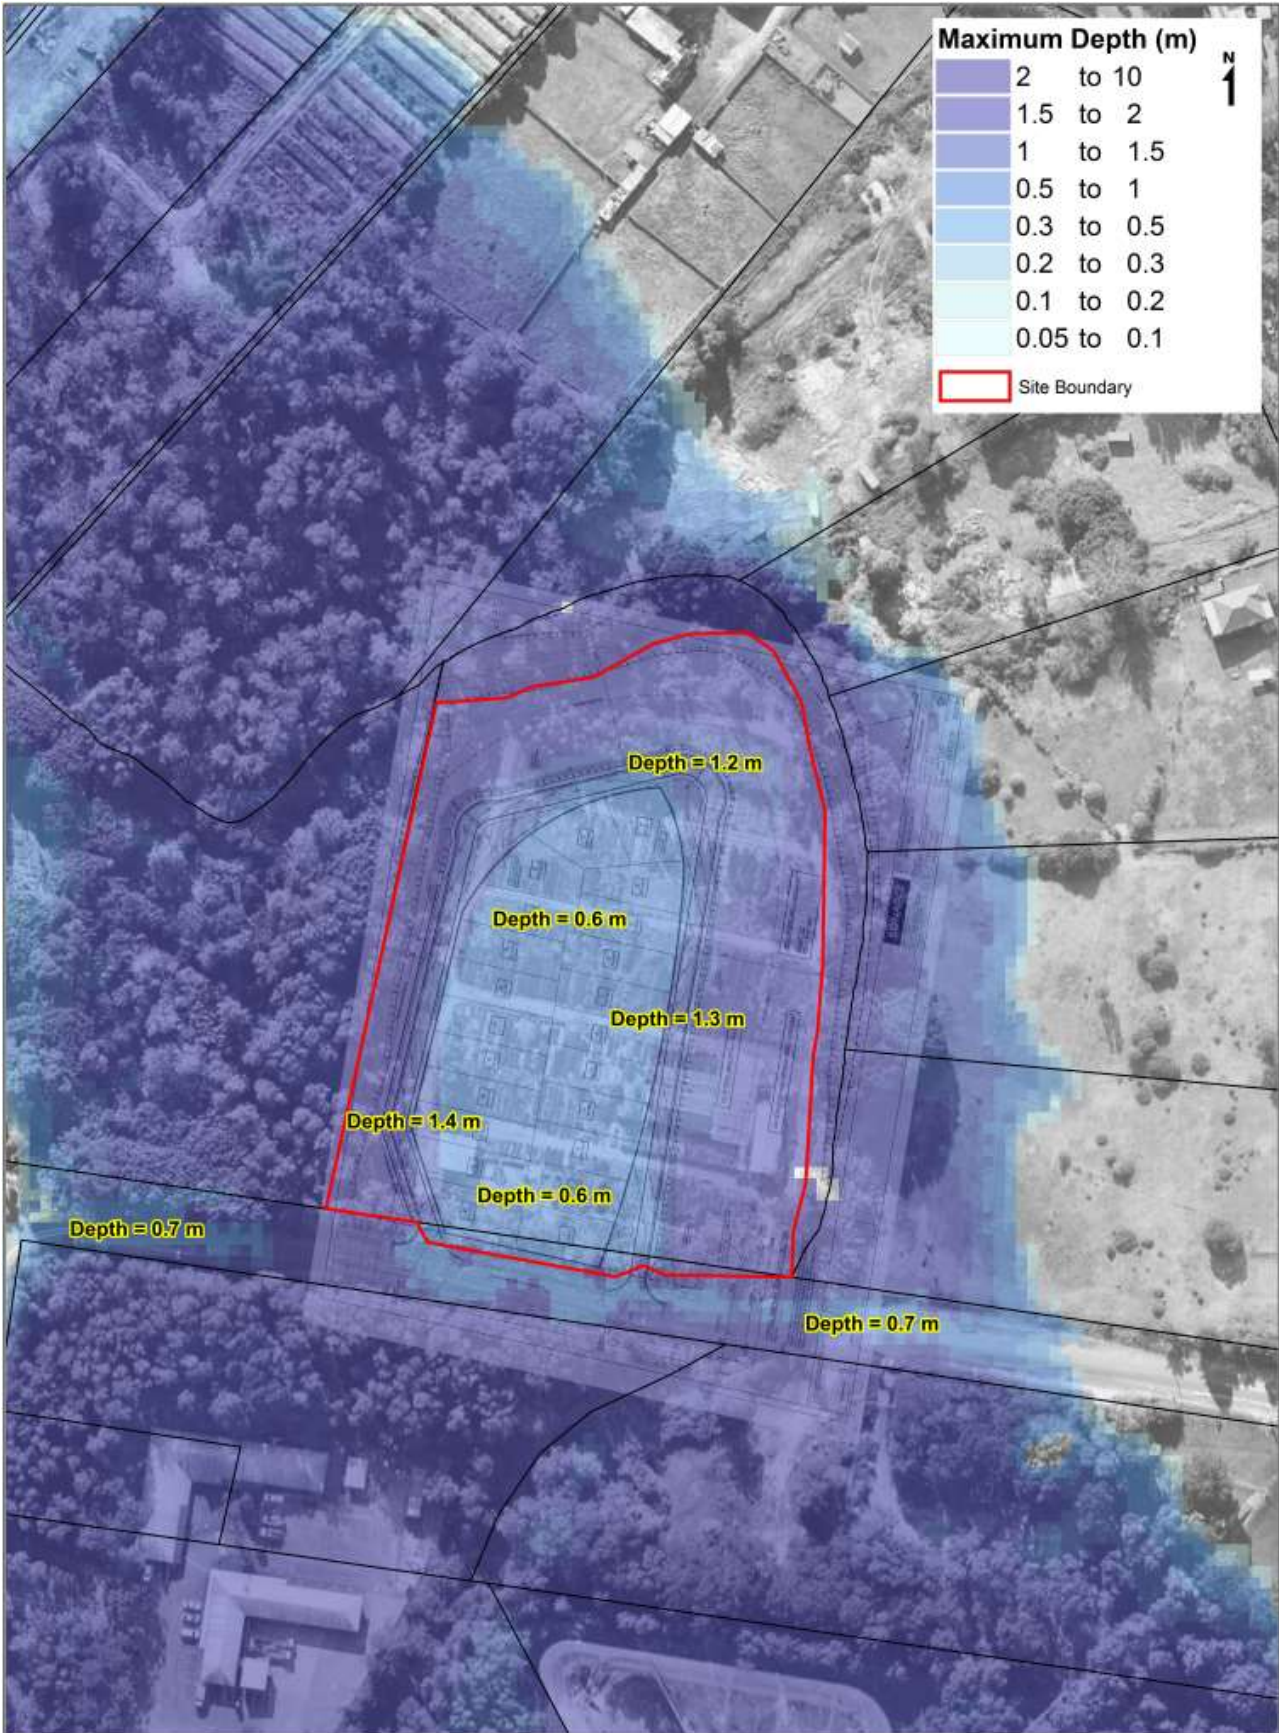 Maximum Depth (m)
N
2 to 10
1.5 to 2
1 to 1.5
0.5 to 1
0.3 to 0.5
0.2 to 0.3
0.1 to 0.2
0.05 to 0.1
Site Boundary
Depth = 1.2 m
Depth = 0.6 m
Depth = 1.3 m
Depth = 1.4 m
Depth = 0.6 m
Depth = 0.7 m
Depth = 0.7 m